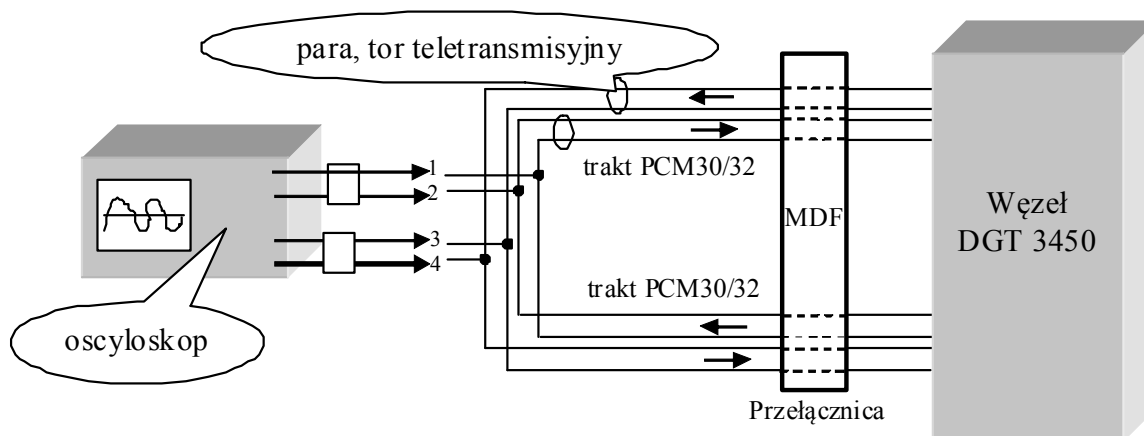 para, tor teletransmisyjny
trakt PCM30/32
1
2
3
4
MDF
Węzeł
DGT 3450
trakt PCM30/32
oscyloskop
Przełącznica